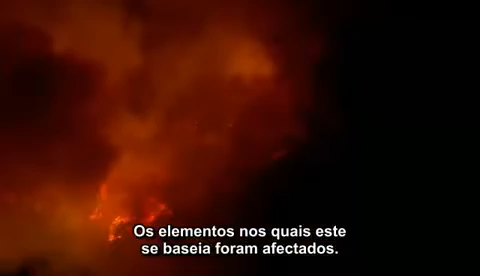 Os elementos nos quais este
se baseia foram afectados.